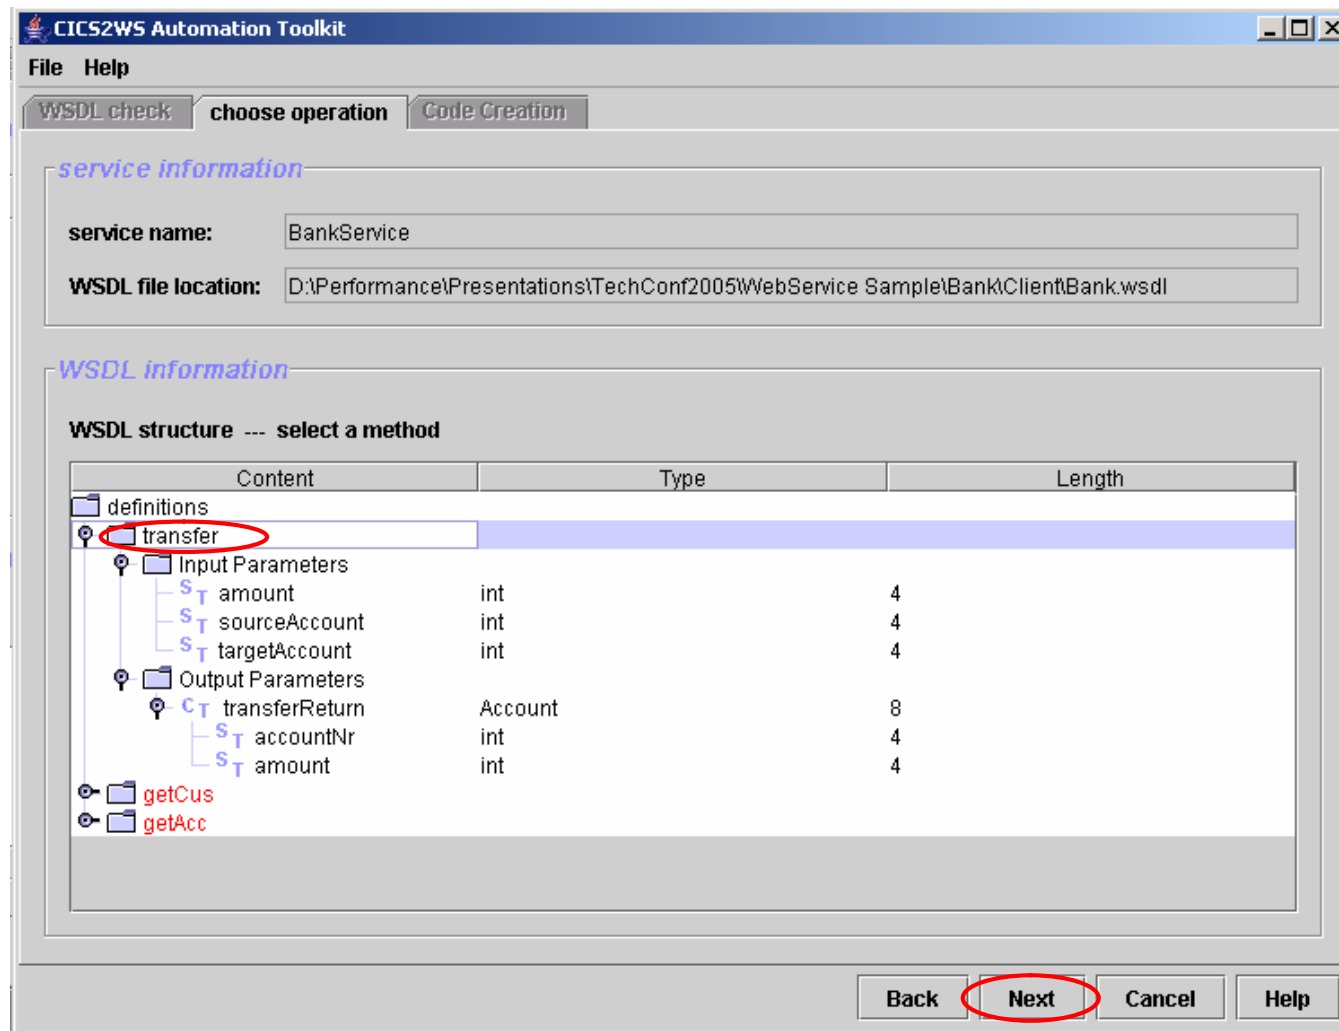 CICS2WS Automation Toolkit
File Help
WSDL check choose operation Code Creation
service information
service name: BankService
WSDL file location: D:\Performance\Presentations\TechConf2005\WebService Sample\Bank\Client\Bank.wsdl
WSDL information
WSDL structure --- select a method
Content Type Length
definitions
transfer
Input Parameters
S T amount int 4
S T sourceAccount int 4
S T targetAccount int 4
Output Parameters
C T transferReturn Account 8
S T accountNr int 4
S T amount int 4
getCus
getAcc
Back Next Cancel Help